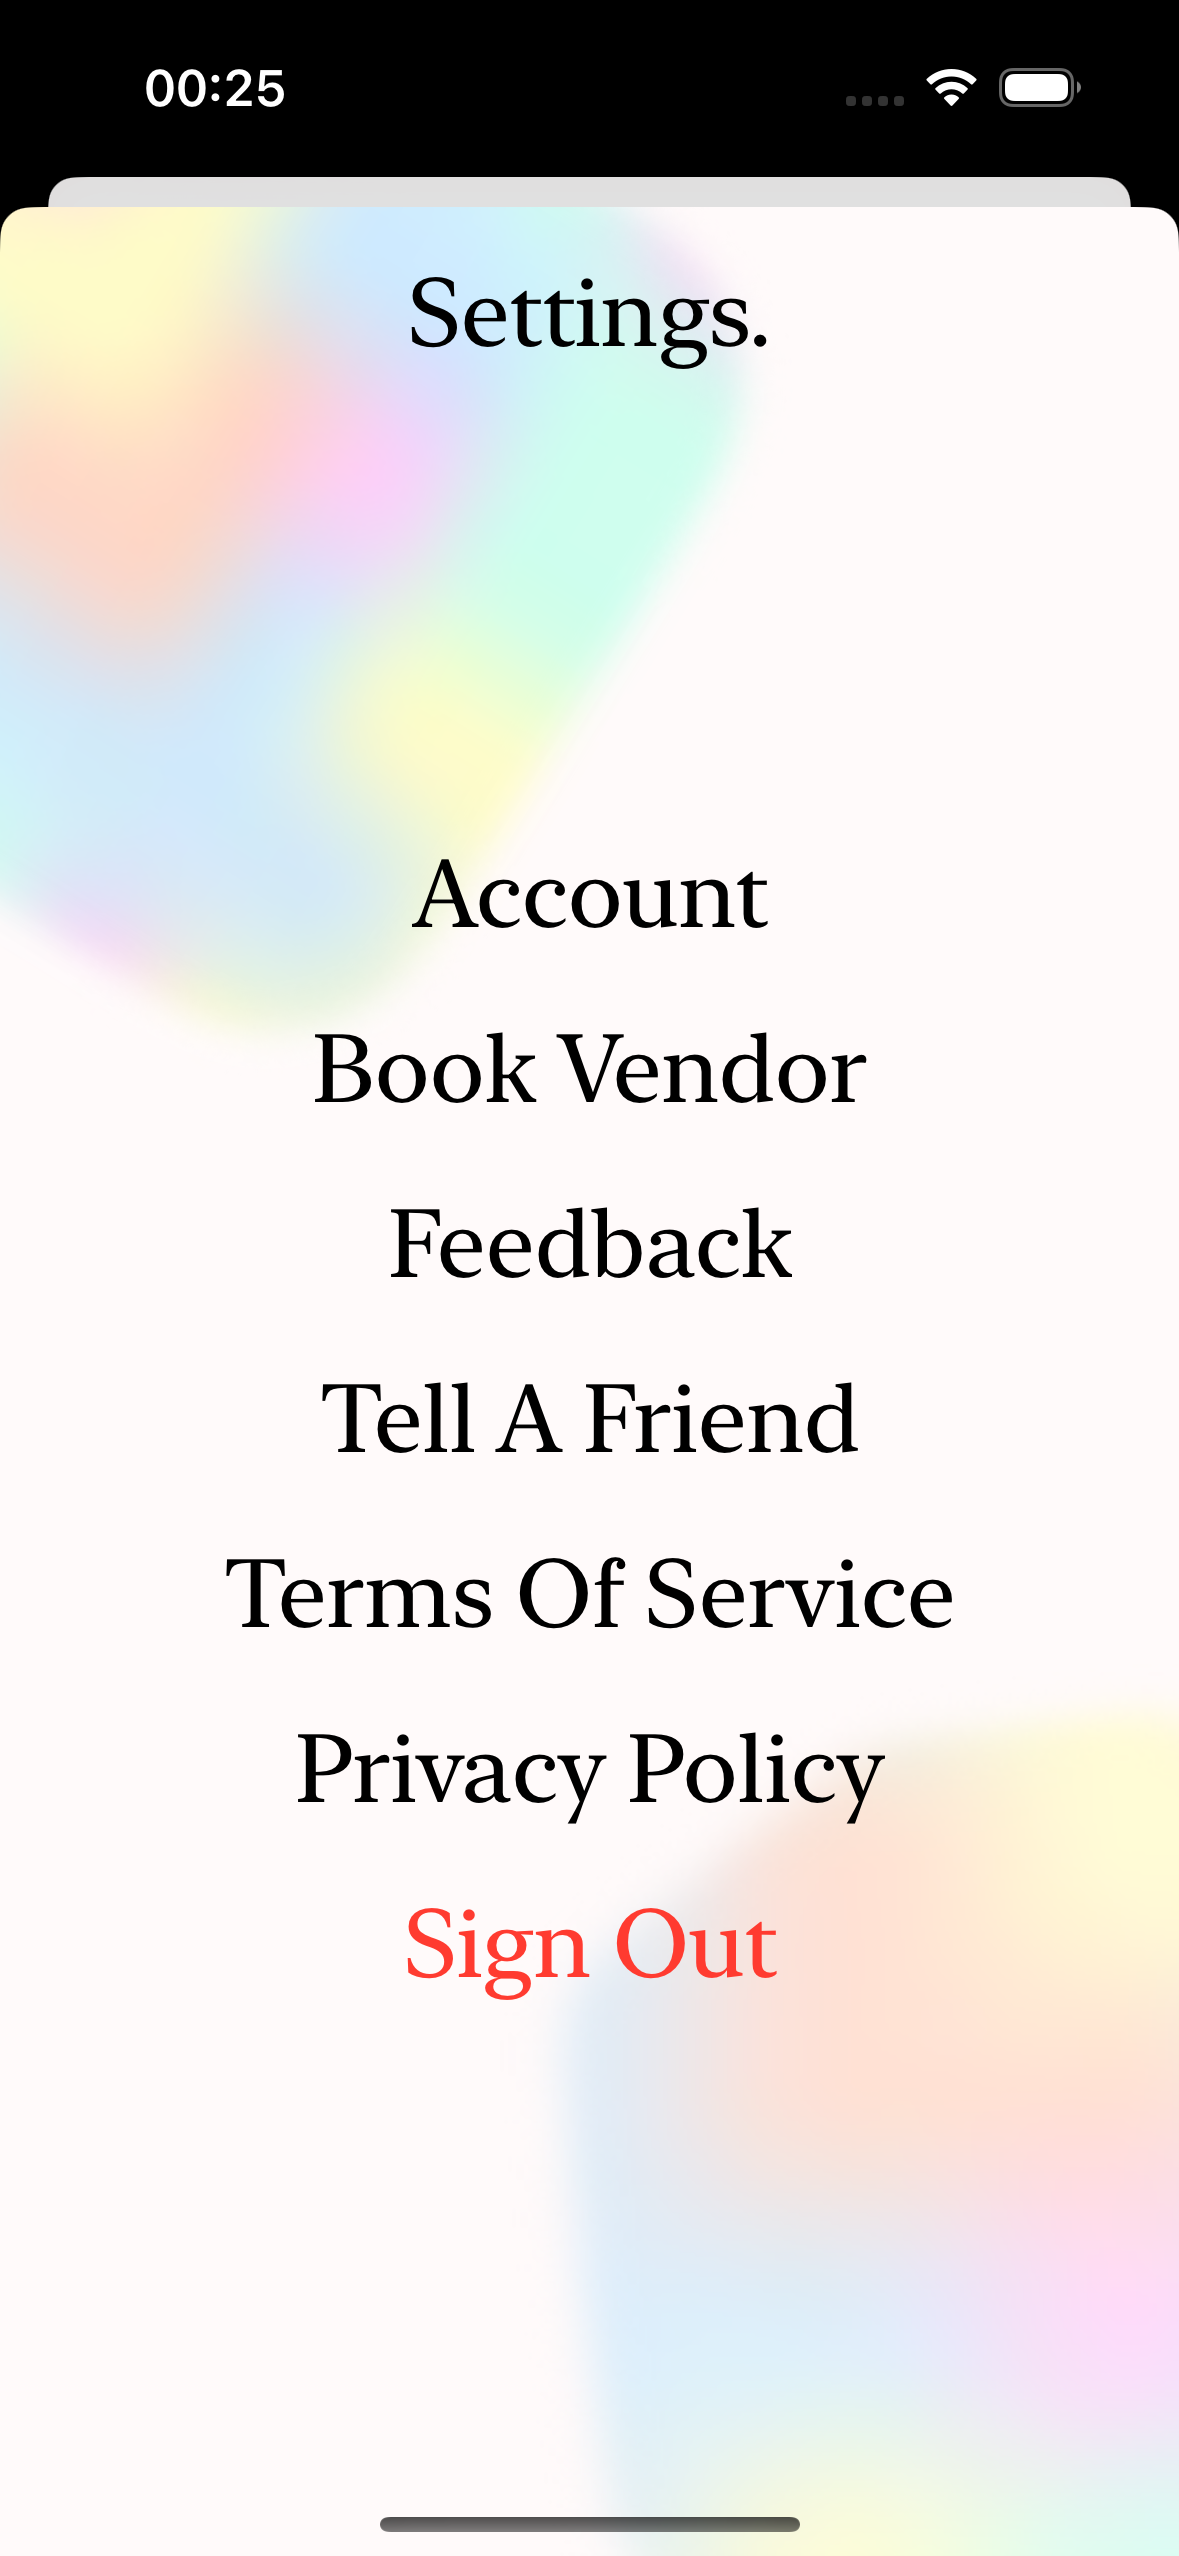 00:25
Settings.
Account
Book Vendor
Feedback
Tell A Friend
Terms Of Service
Privacy Policy
Sign Out